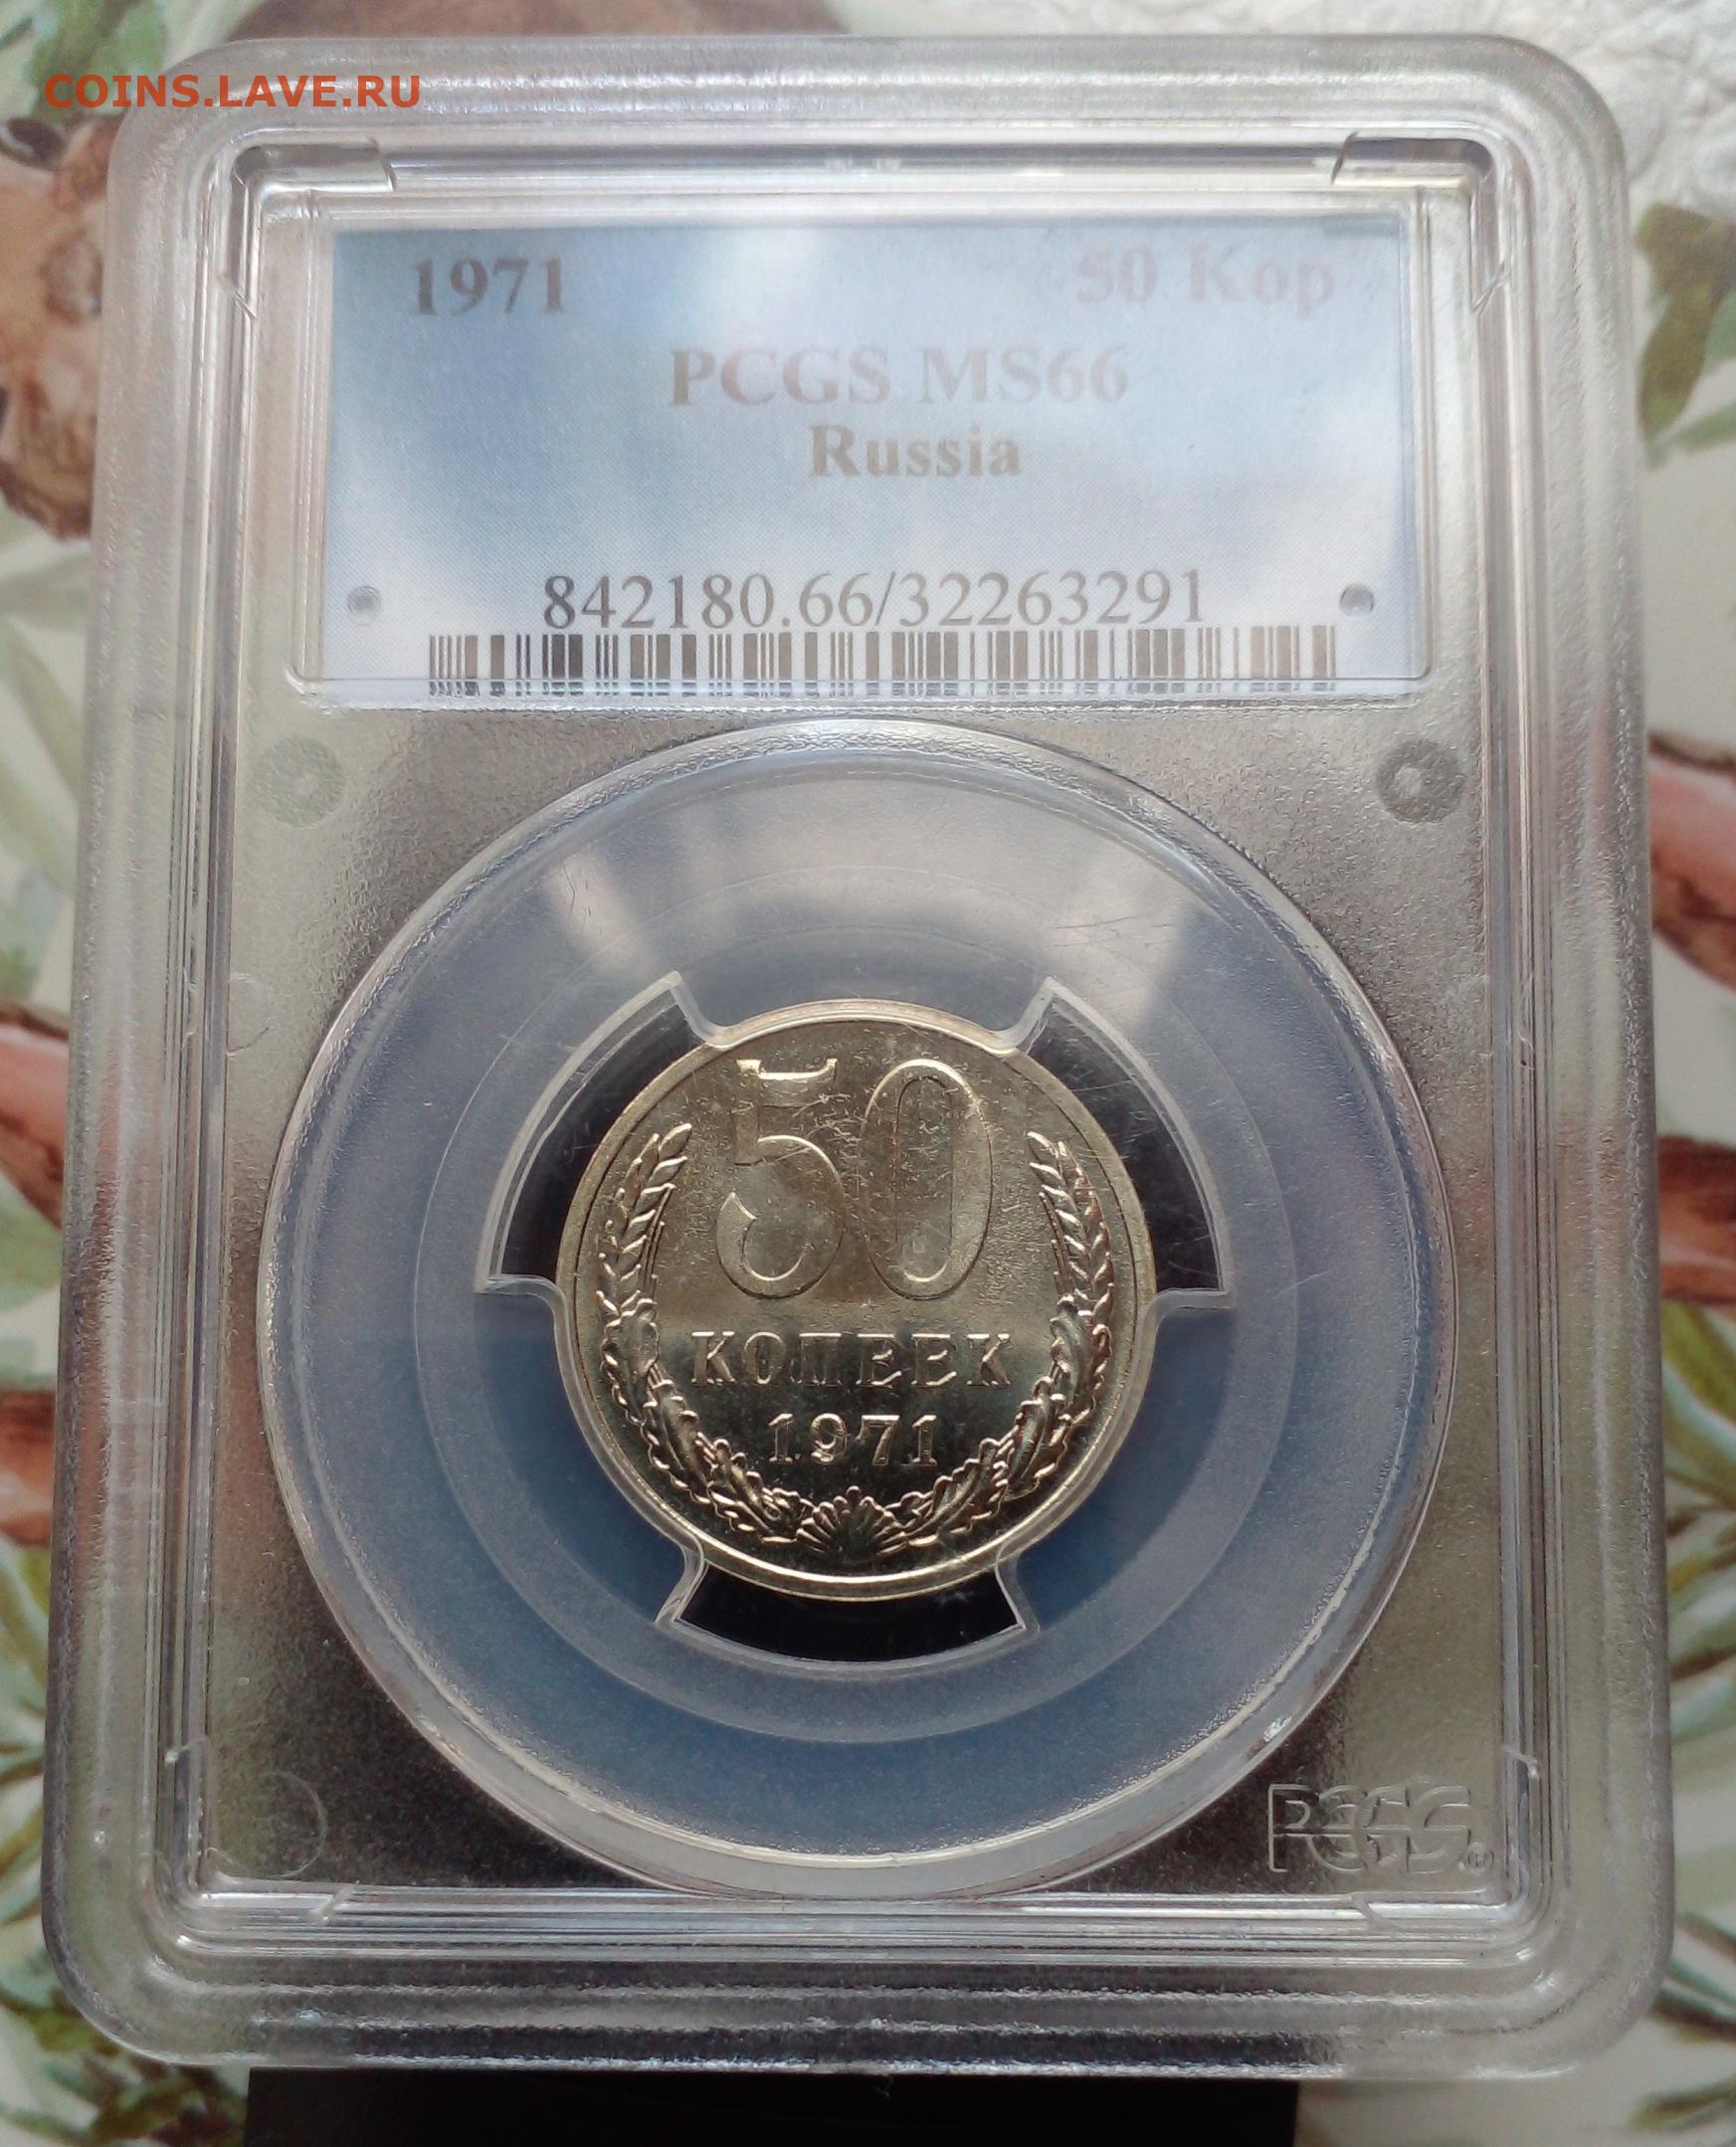 COINS.LAVE.RU
1971 50 Kop
PCGS MS66
Russia
842180.66/32263291
50
КОПЕЕК
1971
PCGS®